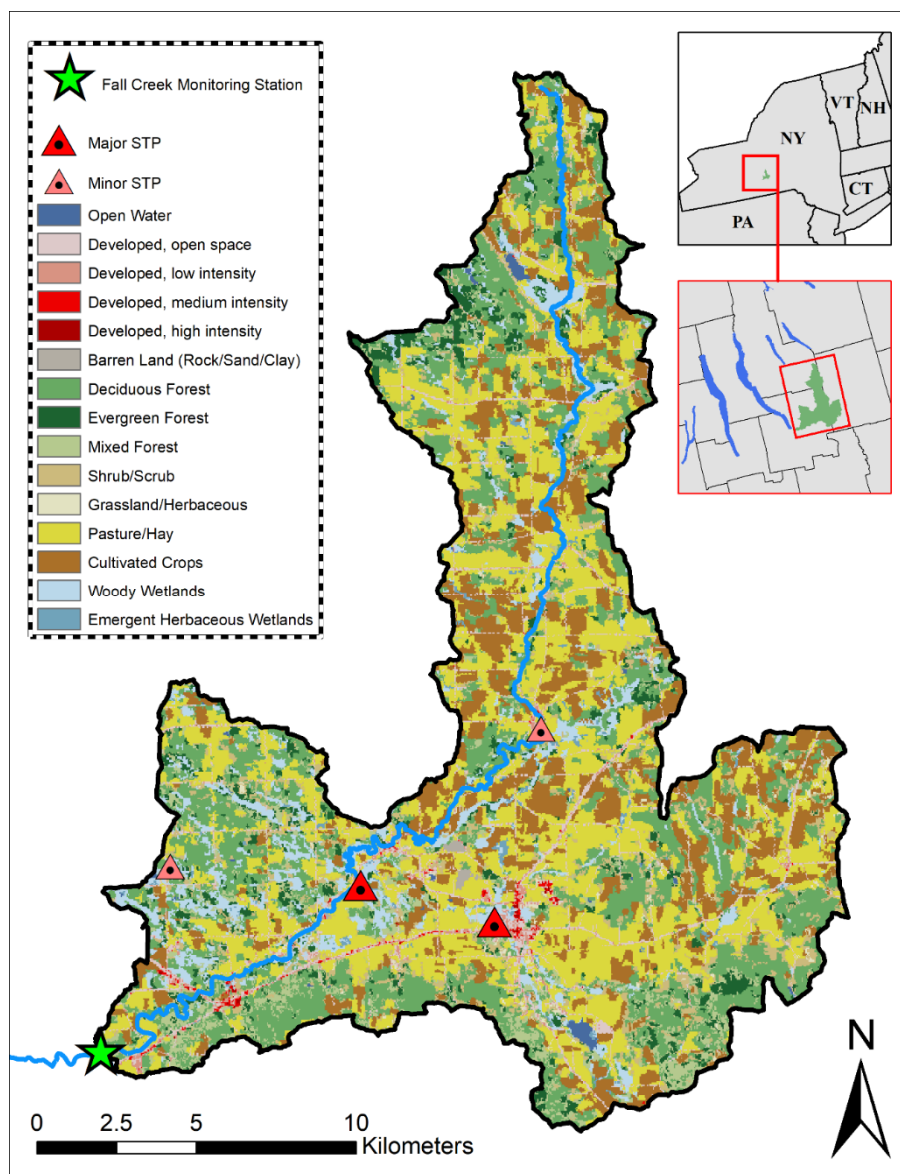 Fall Creek Monitoring Station
Major STP
Minor STP
Open Water
Developed, open space
Developed, low intensity
Developed, medium intensity
Developed, high intensity
Barren Land (Rock/Sand/Clay)
Deciduous Forest
Evergreen Forest
Mixed Forest
Shrub/Scrub
Grassland/Herbaceous
Pasture/Hay
Cultivated Crops
Woody Wetlands
Emergent Herbaceous Wetlands
VT
NH
NY
CT
PA
N
0 2.5 5 10
Kilometers